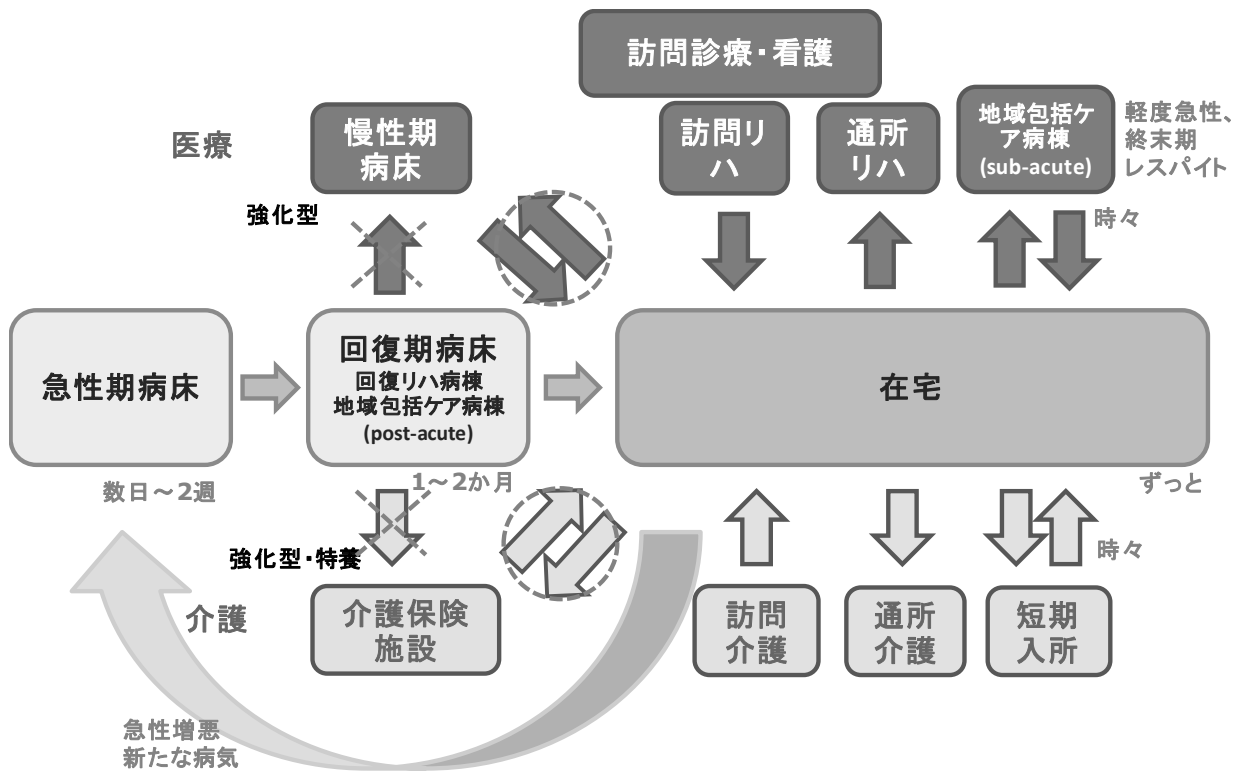 訪問診療・看護
医療
慢性期
病床
訪問リ
ハ
通所
リハ
地域包括ケ
ア病棟
(sub-acute)
軽度急性、
終末期
レスパイト
強化型
時々
急性期病床
回復期病床
回復リハ病棟
地域包括ケア病棟
(post-acute)
在宅
数日～2週
1～2か月
ずっと
強化型・特養
時々
介護
介護保険
施設
訪問
介護
通所
介護
短期
入所
急性増悪
新たな病気